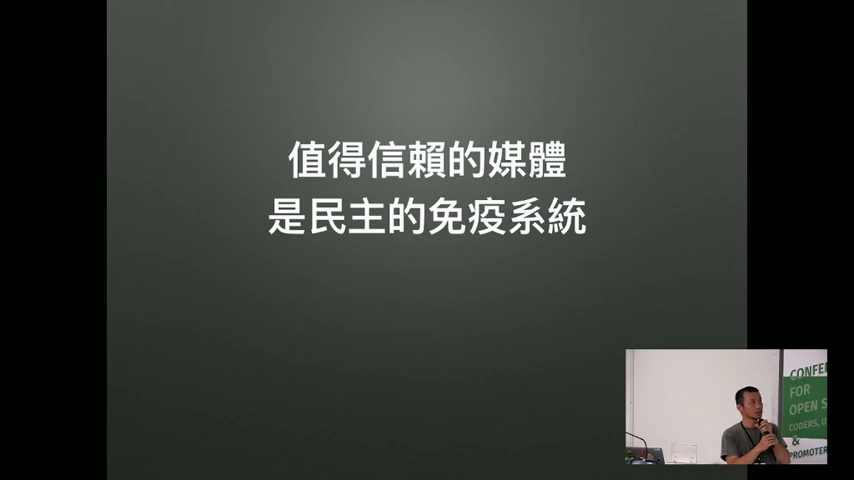 值得信賴的媒體
是民主的免疫系統
CONFE
FOR
OPEN S
CODERS, U
&
PROMOTER